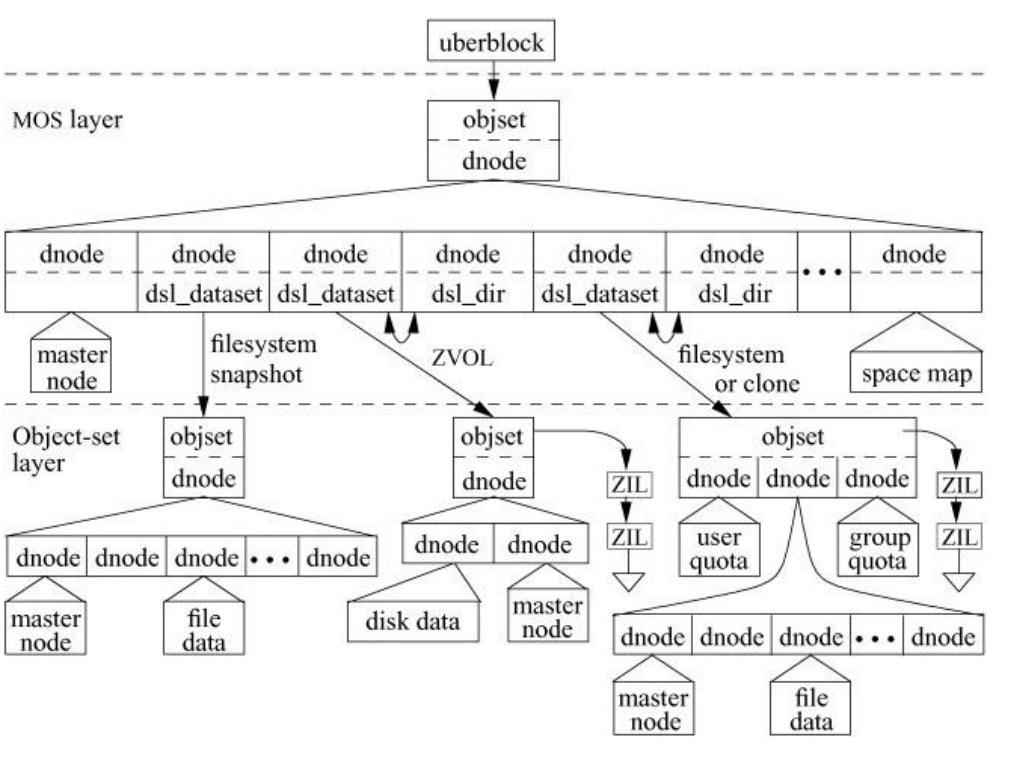 uberblock
MOS layer
objset
dnode
dnode dnode dnode dnode dnode dnode ••• dnode
dsl_dataset dsl_dataset dsl_dir dsl_dataset dsl_dir
master
node
filesystem
snapshot
ZVOL
filesystem
or clone
space map
Object-set
layer
objset
dnode
objset
dnode
ZIL
ZIL
objset
dnode dnode dnode
ZIL
ZIL
user
quota
group
quota
dnode dnode dnode ••• dnode
master
node
file
data
dnode dnode
disk data
master
node
dnode dnode dnode ••• dnode
master
node
file
data